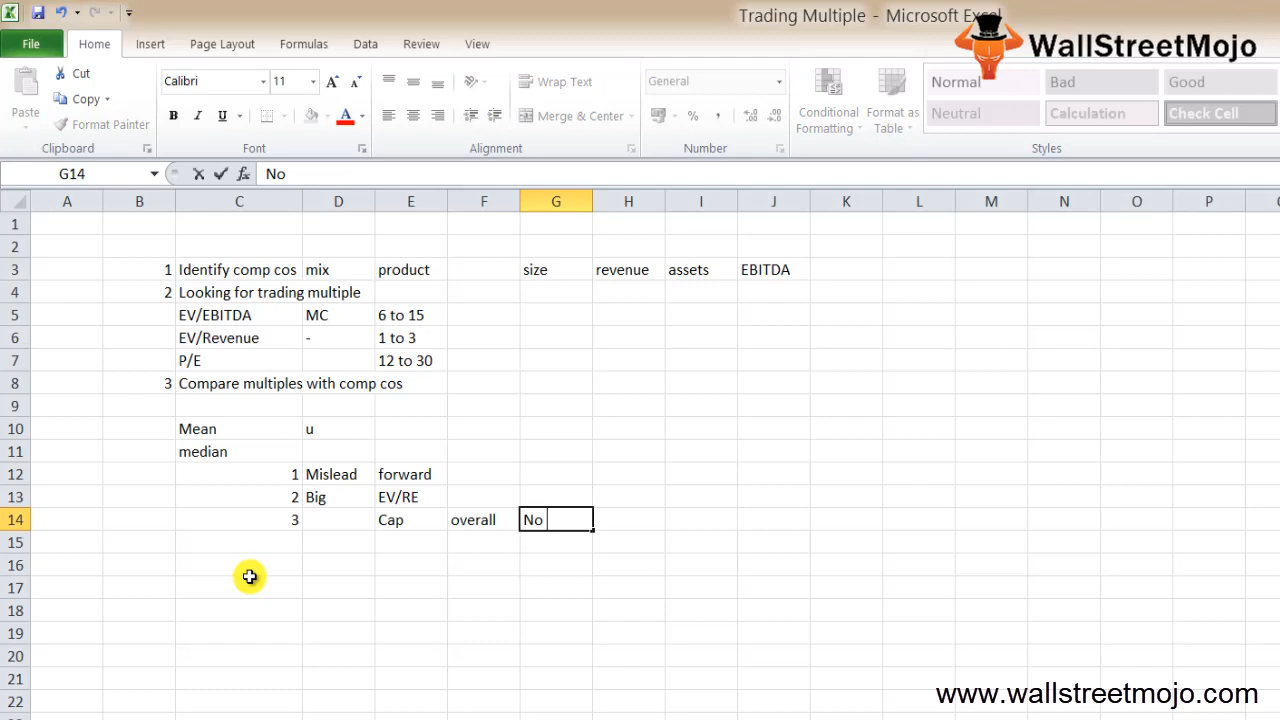 Trading Multiple - Microsoft Excel
WallStreetMojo
File Home Insert Page Layout Formulas Data Review View
Cut
Copy
Format Painter
Paste
Clipboard
Calibri 11
B I U A
Font
Wrap Text
Merge & Center
Alignment
General
% ,
Number
Conditional Formatting
Format as Table
Normal Bad Good
Neutral Calculation Check Cell
Styles
G14 fx No
A B C D E F G H I J K L M N O P
1
2
3 1 Identify comp cos mix product size revenue assets EBITDA
4 2 Looking for trading multiple
5 EV/EBITDA MC 6 to 15
6 EV/Revenue - 1 to 3
7 P/E 12 to 30
8 3 Compare multiples with comp cos
9
10 Mean u
11 median
12 1 Mislead forward
13 2 Big EV/RE
14 3 Cap overall No
15
16
17
18
19
20
21
22
www.wallstreetmojo.com